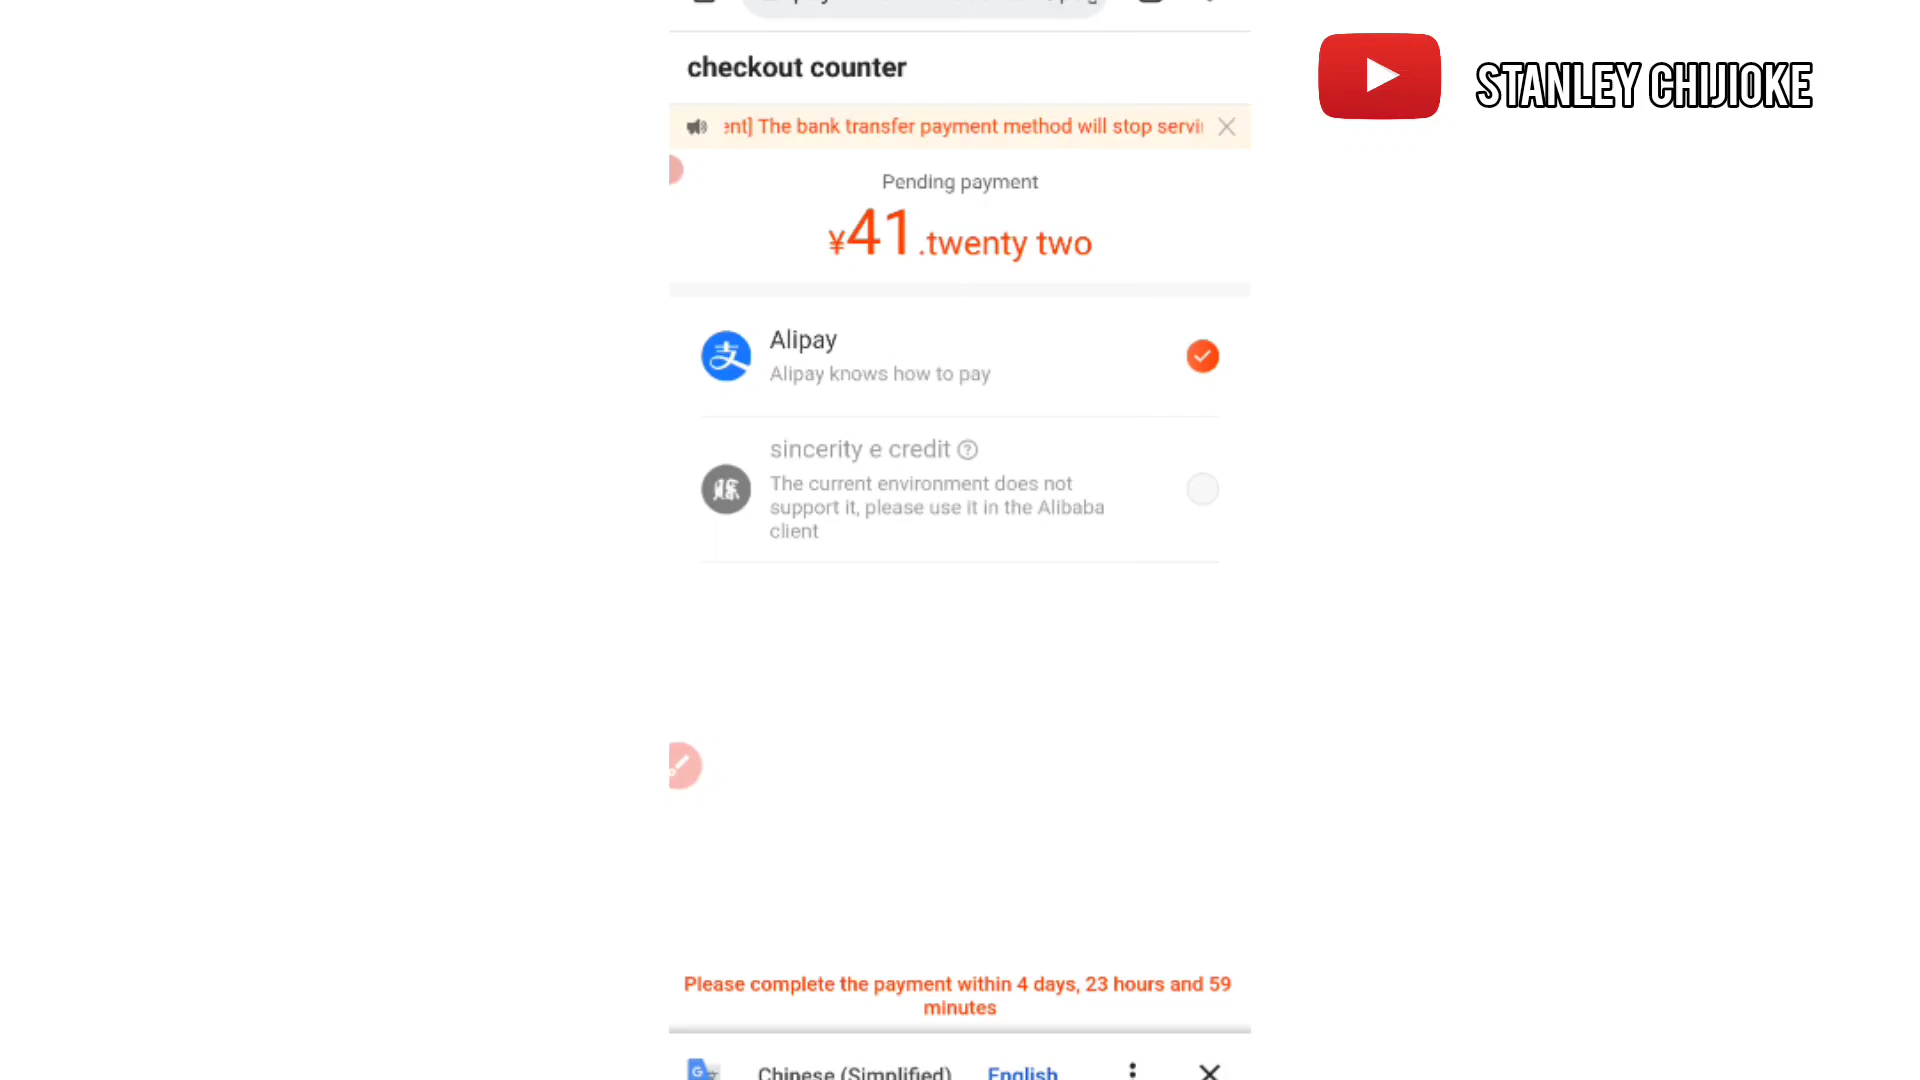 checkout counter
STANLEY CHIJIOKE
ent] The bank transfer payment method will stop servi
Pending payment
¥41.twenty two
支
Alipay
Alipay knows how to pay
sincerity e credit ?
账
The current environment does not
support it, please use it in the Alibaba
client
Please complete the payment within 4 days, 23 hours and 59
minutes
G Chinese (Simplified) English